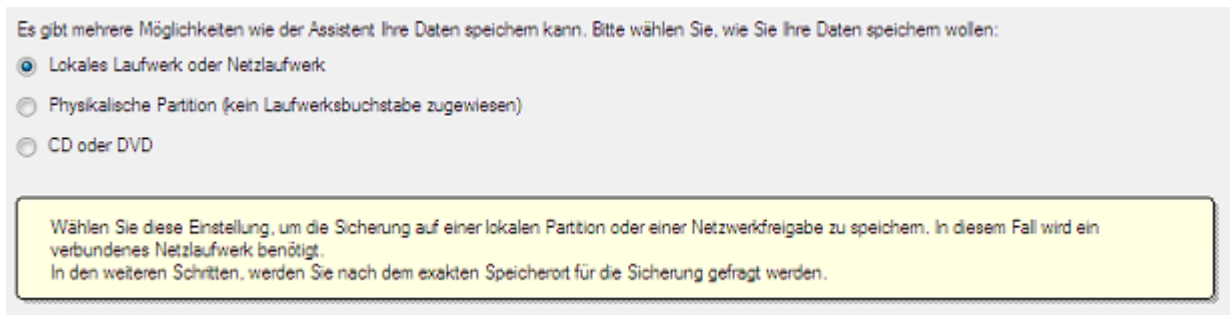 Es gibt mehrere Möglichkeiten wie der Assistent Ihre Daten speichern kann. Bitte wählen Sie, wie Sie Ihre Daten speichern wollen:
Lokales Laufwerk oder Netzlaufwerk
Physikalische Partition (kein Laufwerksbuchstabe zugewiesen)
CD oder DVD
Wählen Sie diese Einstellung, um die Sicherung auf einer lokalen Partition oder einer Netzwerkfreigabe zu speichern. In diesem Fall wird ein
verbundenes Netzlaufwerk benötigt.
In den weiteren Schritten, werden Sie nach dem exakten Speicherort für die Sicherung gefragt werden.